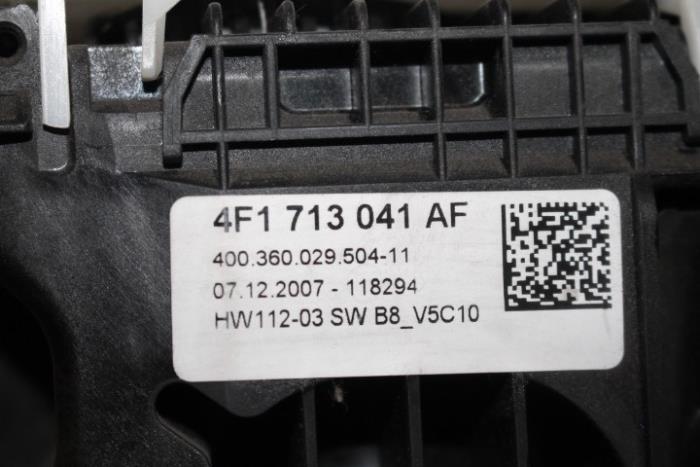 4F1 713 041 AF
400.360.029.504-11
07.12.2007 - 118294
HW112-03 SW B8_V5C10